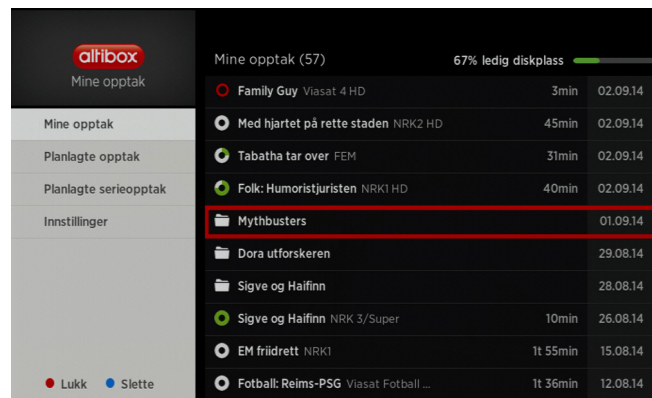 altibox
Mine opptak
Mine opptak
Planlagte opptak
Planlagte serieopptak
Innstillinger
Lukk Slette
Mine opptak (57) 67% ledig diskplass
Family Guy Viasat 4 HD 3min 02.09.14
Med hjartet på rette staden NRK2 HD 45min 02.09.14
Tabatha tar over FEM 31min 02.09.14
Folk: Humoristjuristen NRK1 HD 40min 02.09.14
Mythbusters 01.09.14
Dora utforskeren 29.08.14
Sigve og Haifinn 28.08.14
Sigve og Haifinn NRK 3/Super 10min 26.08.14
EM friidrett NRK1 1t 55min 15.08.14
Fotball: Reims-PSG Viasat Fotball ... 1t 36min 12.08.14